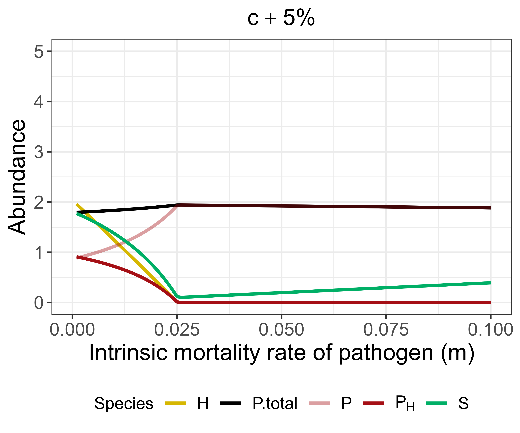 c + 5%
Abundance
5
4
3
2
1
0
0.000 0.025 0.050 0.075 0.100
Intrinsic mortality rate of pathogen (m)
Species H P.total P P_H S